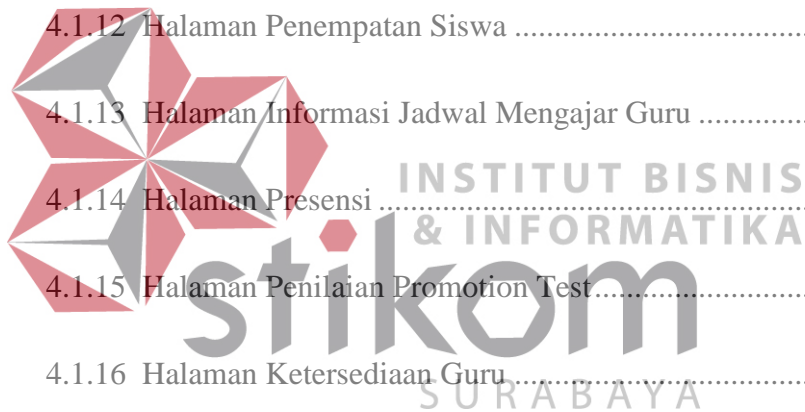 4.1.12 Halaman Penempatan Siswa ....................................
4.1.13 Halaman Informasi Jadwal Mengajar Guru .............
INSTITUT BISNIS
4.1.14 Halaman Presensi ........................................................
& INFORMATIKA
stikom
4.1.15 Halaman Penilaian Promotion Test ..........................
4.1.16 Halaman Ketersediaan Guru .....................................
SURABAYA